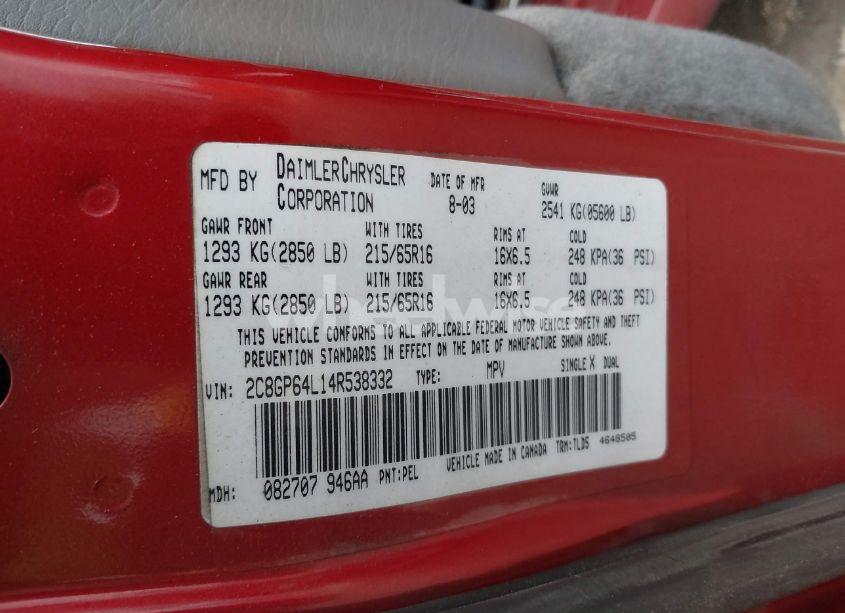 MFD BY DAIMLERCHRYSLER CORPORATION DATE OF MFR 8-03 GVWR 2541 KG(05600 LB)
GAWR FRONT WITH TIRES RIMS AT COLD
1293 KG(2850 LB) 215/65R16 16X6.5 248 KPA(36 PSI)
GAWR REAR WITH TIRES RIMS AT COLD
1293 KG(2850 LB) 215/65R16 16X6.5 248 KPA(36 PSI)
THIS VEHICLE CONFORMS TO ALL APPLICABLE FEDERAL MOTOR VEHICLE SAFETY AND THEFT
PREVENTION STANDARDS IN EFFECT ON THE DATE OF MANUFACTURE SHOWN ABOVE.
VIN: 2C8GP64L14R538332 TYPE: MPV SINGLE X DUAL
MDH: 082707 946AA PNT:PEL VEHICLE MADE IN CANADA TRM:TLDS 4648505
wheelwise